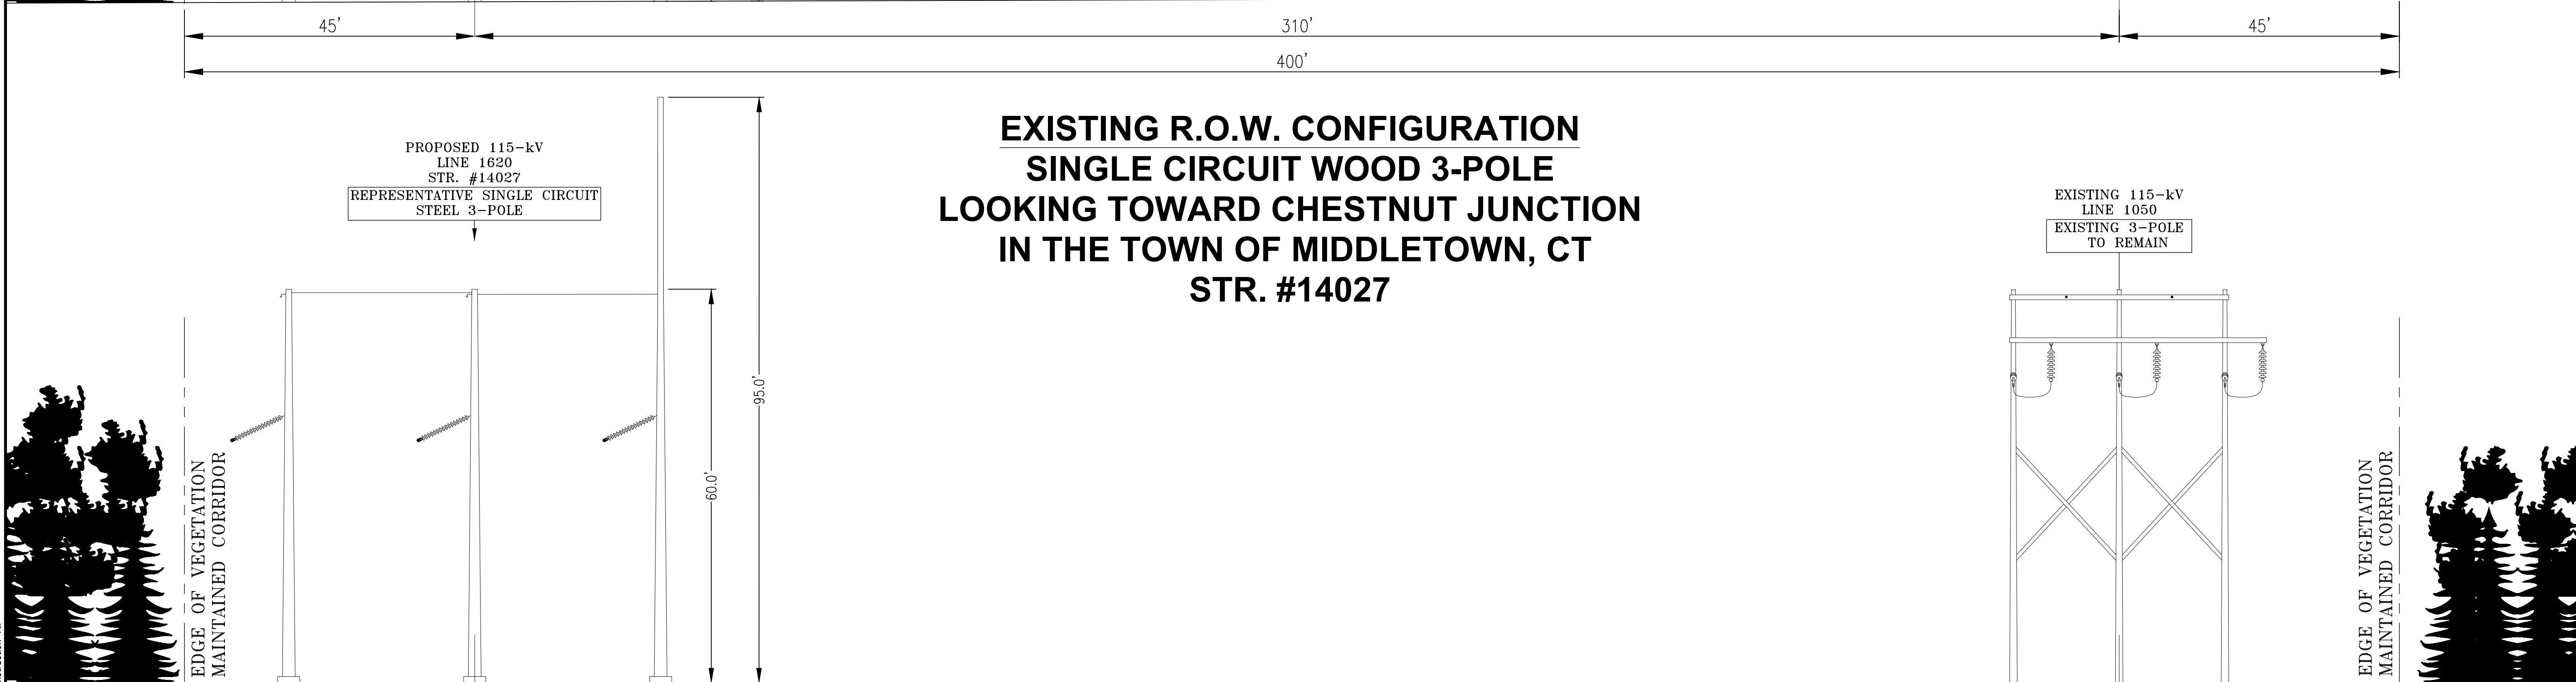 45'
310'
45'
400'
EXISTING R.O.W. CONFIGURATION
SINGLE CIRCUIT WOOD 3-POLE
LOOKING TOWARD CHESTNUT JUNCTION
IN THE TOWN OF MIDDLETOWN, CT
STR. #14027
PROPOSED 115-kV
LINE 1620
STR. #14027
REPRESENTATIVE SINGLE CIRCUIT
STEEL 3-POLE
EXISTING 115-kV
LINE 1050
EXISTING 3-POLE
TO REMAIN
95.0'
60.0'
EDGE OF VEGETATION
MAINTAINED CORRIDOR
EDGE OF VEGETATION
MAINTAINED CORRIDOR